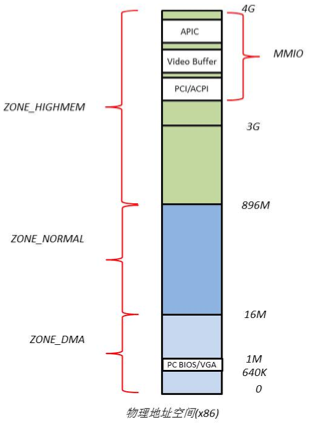 4G
APIC
Video Buffer
MMIO
PCI/ACPI
ZONE_HIGHMEM
3G
896M
ZONE_NORMAL
16M
ZONE_DMA
1M
PC BIOS/VGA
640K
0
物理地址空间(x86)